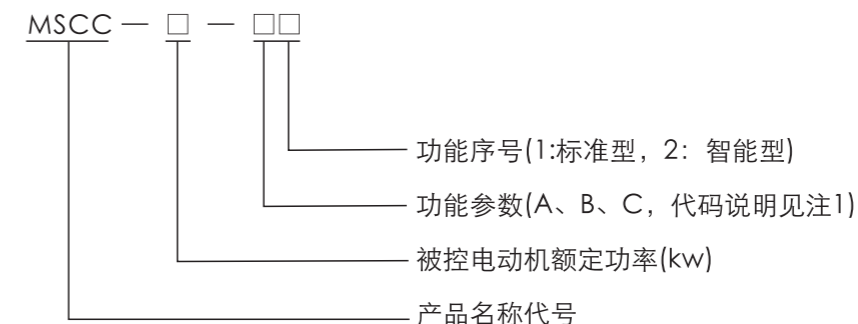 MSCC — □ — □□
功能序号(1:标准型，2：智能型)
功能参数(A、B、C，代码说明见注1)
被控电动机额定功率(kw)
产品名称代号